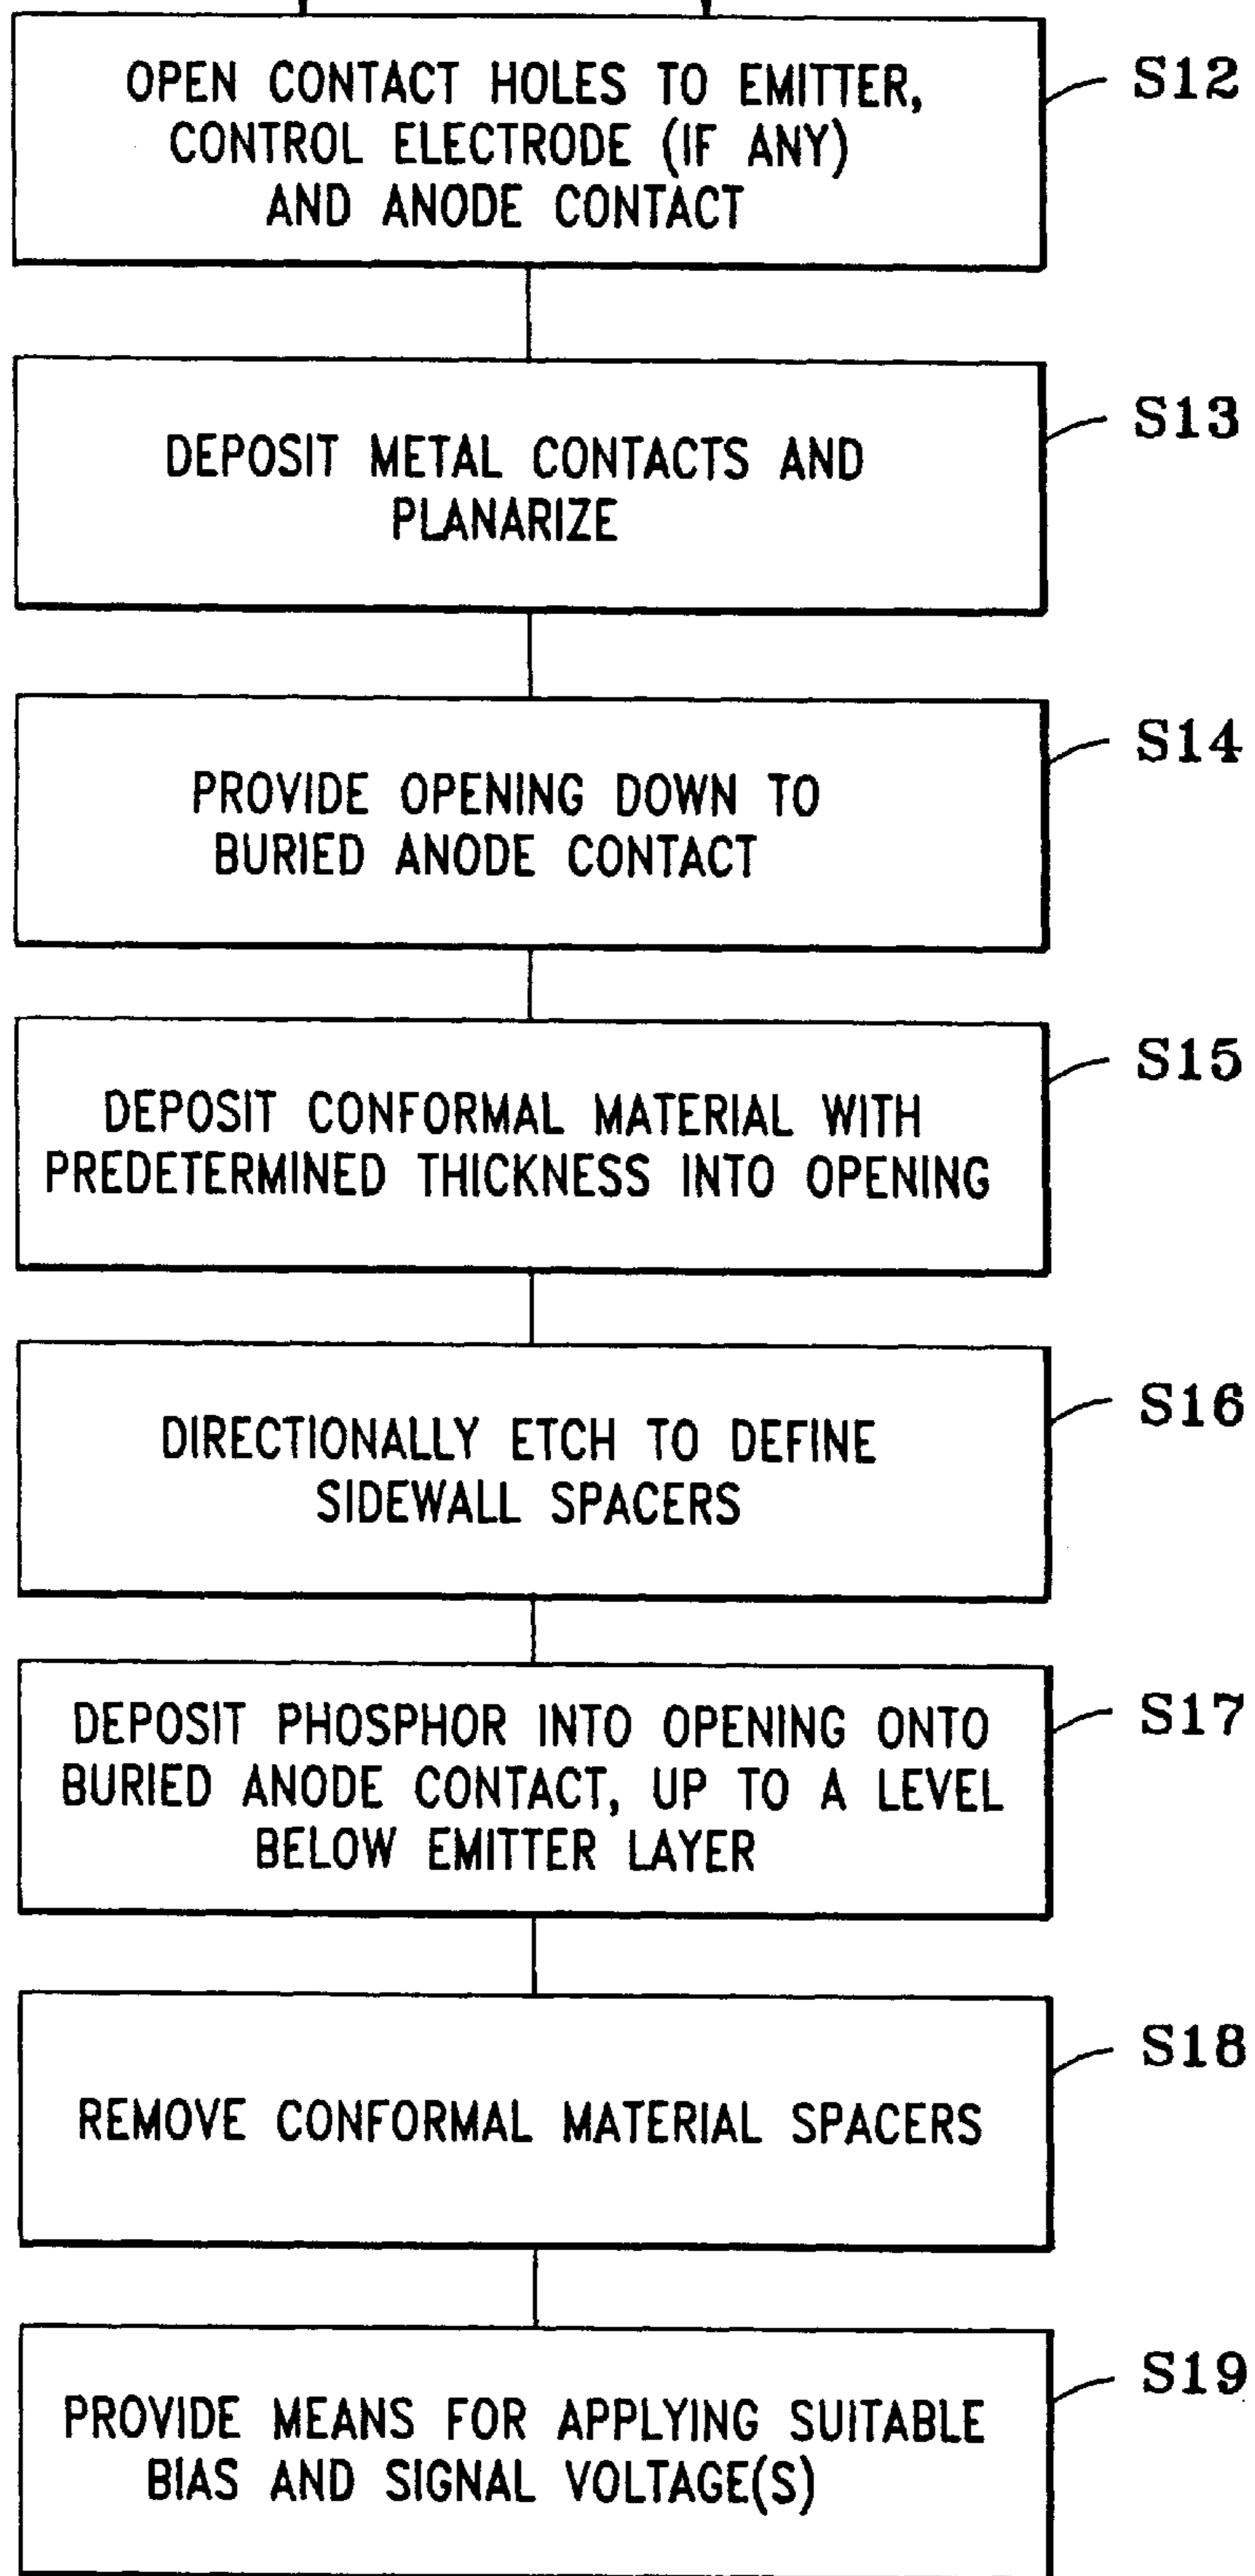 OPEN CONTACT HOLES TO EMITTER,
CONTROL ELECTRODE (IF ANY)
AND ANODE CONTACT
S12
DEPOSIT METAL CONTACTS AND
PLANARIZE
S13
PROVIDE OPENING DOWN TO
BURIED ANODE CONTACT
S14
DEPOSIT CONFORMAL MATERIAL WITH
PREDETERMINED THICKNESS INTO OPENING
S15
DIRECTIONALLY ETCH TO DEFINE
SIDEWALL SPACERS
S16
DEPOSIT PHOSPHOR INTO OPENING ONTO
BURIED ANODE CONTACT, UP TO A LEVEL
BELOW EMITTER LAYER
S17
REMOVE CONFORMAL MATERIAL SPACERS
S18
PROVIDE MEANS FOR APPLYING SUITABLE
BIAS AND SIGNAL VOLTAGE(S)
S19